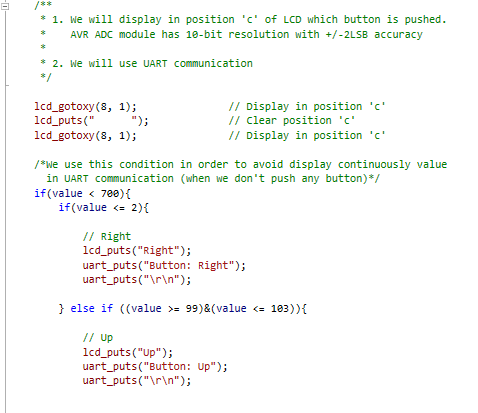 /**
 * 1. We will display in position 'c' of LCD which button is pushed.
 *    AVR ADC module has 10-bit resolution with +/-2LSB accuracy
 *
 * 2. We will use UART communication
 */
lcd_gotoxy(8, 1);               // Display in position 'c'
lcd_puts("      ");             // Clear position 'c'
lcd_gotoxy(8, 1);               // Display in position 'c'
/*We use this condition in order to avoid display continuously value
  in UART communication (when we don't push any button)*/
if(value < 700){
    if(value <= 2){
        // Right
        lcd_puts("Right");
        uart_puts("Button: Right");
        uart_puts("\r\n");
    } else if ((value >= 99)&(value <= 103)){
        // Up
        lcd_puts("Up");
        uart_puts("Button: Up");
        uart_puts("\r\n");